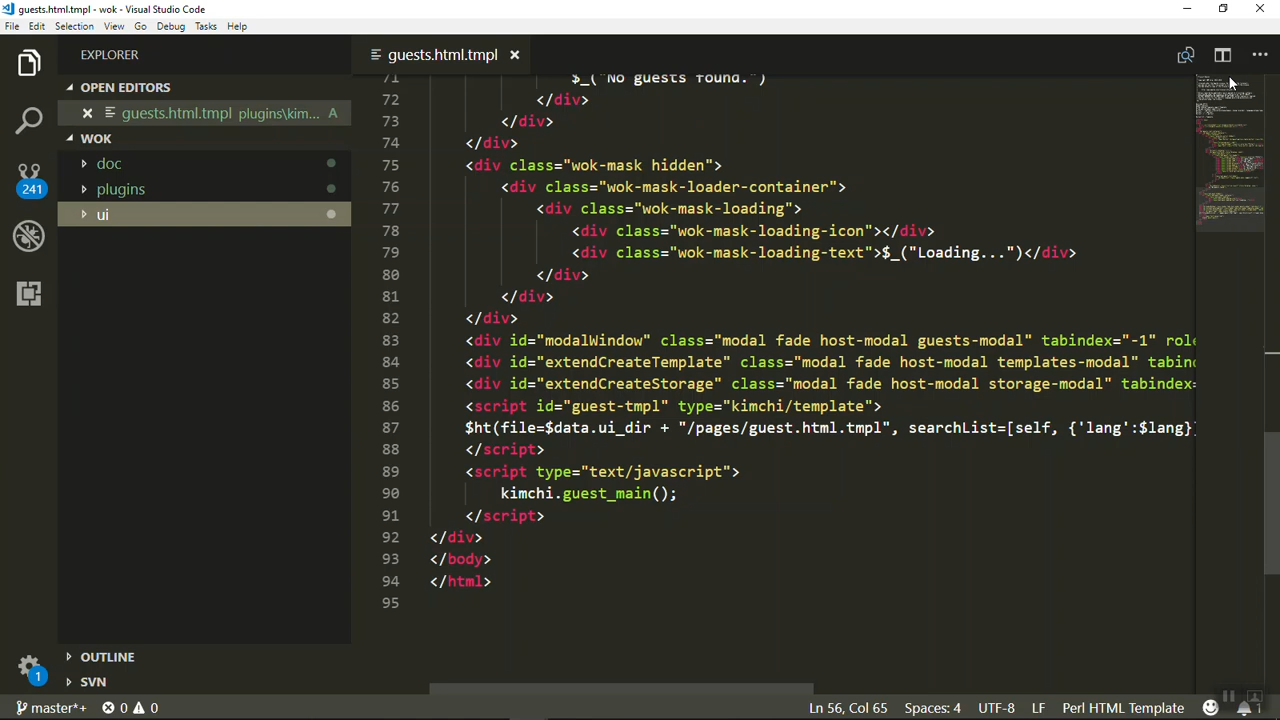 guests.html.tmpl - wok - Visual Studio Code
File Edit Selection View Go Debug Tasks Help
EXPLORER
guests.html.tmpl
OPEN EDITORS
guests.html.tmpl plugins\kim... A
WOK
doc
plugins
ui
241
OUTLINE
SVN
1
71 $_("No guests found.")
72 </div>
73 </div>
74 </div>
75 <div class="wok-mask hidden">
76 <div class="wok-mask-loader-container">
77 <div class="wok-mask-loading">
78 <div class="wok-mask-loading-icon"></div>
79 <div class="wok-mask-loading-text">$_("Loading...")</div>
80 </div>
81 </div>
82 </div>
83 <div id="modalWindow" class="modal fade host-modal guests-modal" tabindex="-1" role
84 <div id="extendCreateTemplate" class="modal fade host-modal templates-modal" tabind
85 <div id="extendCreateStorage" class="modal fade host-modal storage-modal" tabindex=
86 <script id="guest-tmpl" type="kimchi/template">
87 $ht(file=$data.ui_dir + "/pages/guest.html.tmpl", searchList=[self, {'lang':$lang}]
88 </script>
89 <script type="text/javascript">
90 kimchi.guest_main();
91 </script>
92 </div>
93 </body>
94 </html>
95
master*+ 0 0 Ln 56, Col 65 Spaces: 4 UTF-8 LF Perl HTML Template 1